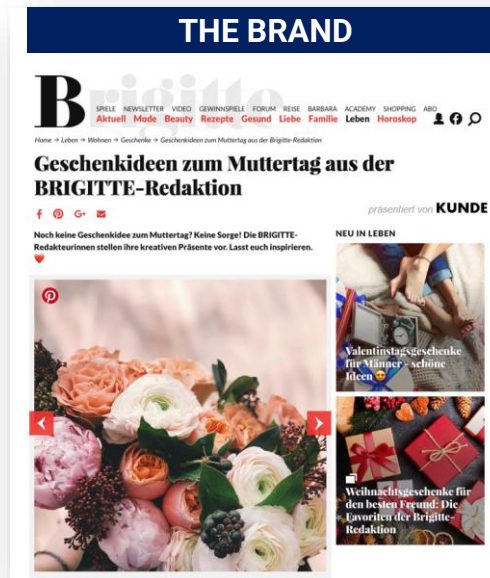 THE BRAND
Brigitte
SPIELE NEWSLETTER VIDEO GEWINNSPIELE FORUM REISE BARBARA ACADEMY SHOPPING ABO
Aktuell Mode Beauty Rezepte Gesund Liebe Familie Leben Horoskop
Home → Leben → Wohnen → Geschenke → Geschenkideen zum Muttertag aus der Brigitte-Redaktion
Geschenkideen zum Muttertag aus der
BRIGITTE-Redaktion
präsentiert von KUNDE
Noch keine Geschenkidee zum Muttertag? Keine Sorge! Die BRIGITTE-
Redakteurinnen stellen ihre kreativen Präsente vor. Lasst euch inspirieren.
NEU IN LEBEN
Valentinstagsgeschenke
für Männer - schöne
Ideen
Weihnachtsgeschenke für
den besten Freund: Die
Favoriten der Brigitte-
Redaktion